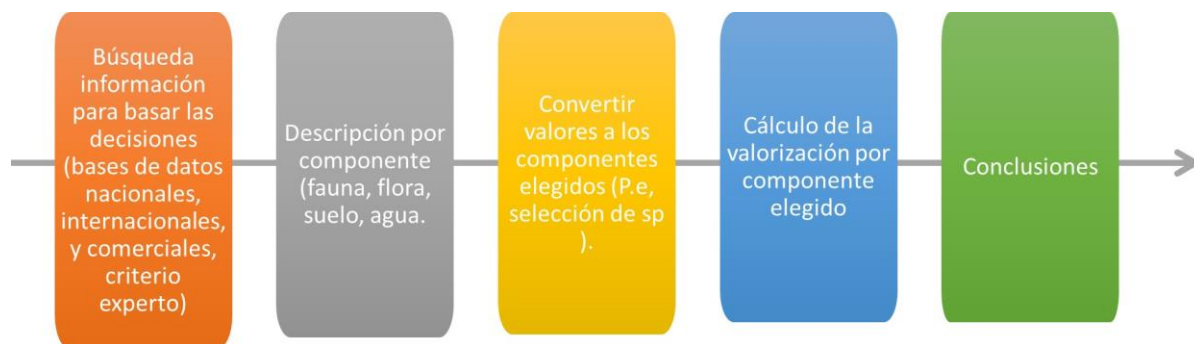 Búsqueda
información
para basar las
decisiones
(bases de datos
nacionales,
internacionales,
y comerciales,
criterio
experto)
Descripción por
componente
(fauna, flora,
suelo, agua.
Convertir
valores a los
componentes
elegidos (P.e,
selección de sp
).
Cálculo de la
valorización por
componente
elegido
Conclusiones